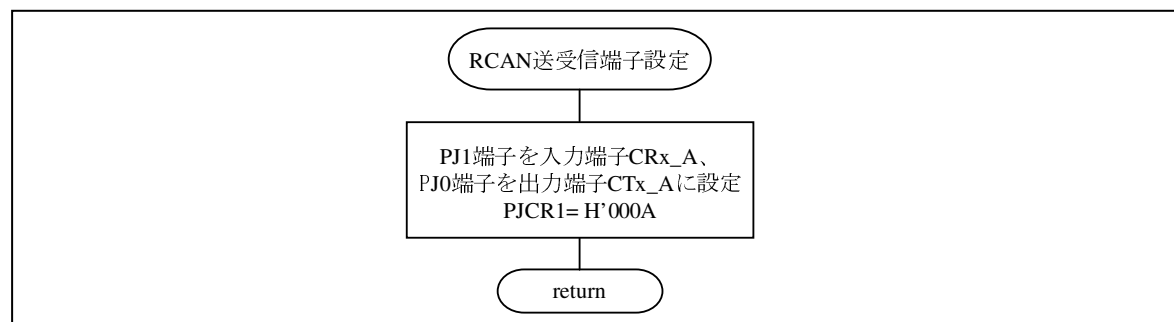 RCAN送受信端子設定
PJ1端子を入力端子CRx_A、
PJ0端子を出力端子CTx_Aに設定
PJCR1= H’000A
return